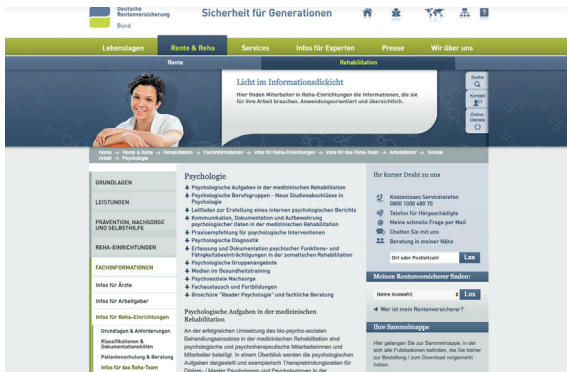 Deutsche
Rentenversicherung
Bund
Sicherheit für Generationen
Lebenslagen
Rente & Reha
Services
Infos für Experten
Presse
Wir über uns
Rente
Rehabilitation
Licht im Informationsdickicht
Hier finden Mitarbeiter in Reha-Einrichtungen die Informationen, die sie
für ihre Arbeit brauchen. Anwendungsorientiert und übersichtlich.
Suche
Kontakt
Online-
Dienste
Home → Rente & Reha → Rehabilitation → Fachinformationen → Infos für Reha-Einrichtungen → Infos für das Reha-Team → Arbeitsfelder → Soziale
Arbeit → Psychologie
GRUNDLAGEN
LEISTUNGEN
PRÄVENTION, NACHSORGE
UND SELBSTHILFE
REHA-EINRICHTUNGEN
FACHINFORMATIONEN
Infos für Ärzte
Infos für Arbeitgeber
Infos für Reha-Einrichtungen
Grundlagen & Anforderungen
Klassifikationen &
Dokumentationshilfen
Patientenschulung & Beratung
Infos für das Reha-Team
Psychologie
Psychologische Aufgaben in der medizinischen Rehabilitation
Psychologische Berufsgruppen - Neue Studienabschlüsse in
Psychologie
Leitfaden zur Erstellung eines internen psychologischen Berichts
Kommunikation, Dokumentation und Aufbewahrung
psychologischer Daten in der medizinischen Rehabilitation
Praxisempfehlung für psychologische Interventionen
Psychologische Diagnostik
Erfassung und Dokumentation psychischer Funktions- und
Fähigkeitsbeeinträchtigungen in der somatischen Rehabilitation
Psychologische Gruppenangebote
Medien im Gesundheitstraining
Psychosoziale Nachsorge
Fachaustausch und Fortbildungen
Broschüre "Reader Psychologie" und fachliche Beratung
Psychologische Aufgaben in der medizinischen
Rehabilitation
An der erfolgreichen Umsetzung des bio-psycho-sozialen
Behandlungsansatzes in der medizinischen Rehabilitation sind
psychologische und psychotherapeutische Mitarbeiterinnen und
Mitarbeiter beteiligt. In einem Überblick werden die psychologischen
Aufgaben dargestellt und exemplarisch Therapiebindungszeiten für
Diplom- / Master Psychologen und Psychologinnen in der
Ihr kurzer Draht zu uns
Kostenloses Servicetelefon
0800 1000 480 70
Telefon für Hörgeschädigte
Meine schnelle Frage per Mail
Chatten Sie mit uns
Beratung in meiner Nähe
Ort oder Postleitzahl
Los
Meinen Rentenversicherer finden:
(keine Auswahl)
Los
→ Wer ist mein Rentenversicherer?
Ihre Sammelmappe
Hier gelangen Sie zur Sammelmappe, in der
sich alle Publikationen befinden, die Sie bisher
zur Bestellung / zum Download vorgemerkt
haben.